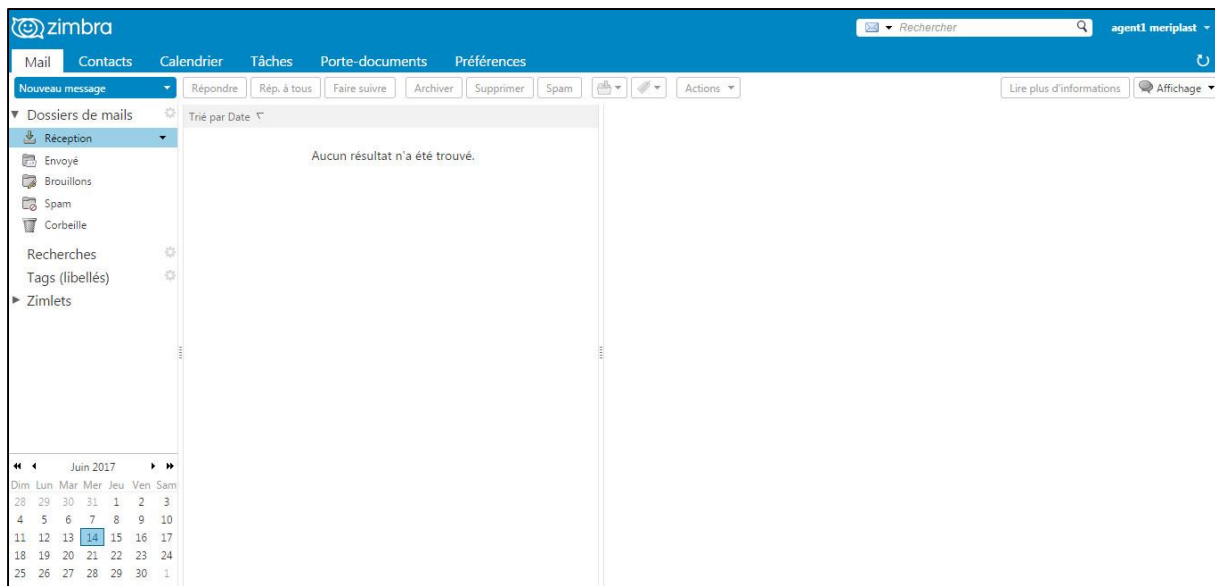 zimbra
Rechercher
agent1 meriplast
Mail Contacts Calendrier Tâches Porte-documents Préférences
Nouveau message
Répondre Rép. à tous Faire suivre Archiver Supprimer Spam Actions Lire plus d'informations Affichage
Dossiers de mails
Trié par Date
Réception
Aucun résultat n'a été trouvé.
Envoyé
Brouillons
Spam
Corbeille
Recherches
Tags (libellés)
Zimlets
Juin 2017
Dim Lun Mar Mer Jeu Ven Sam
28 29 30 31 1 2 3
4 5 6 7 8 9 10
11 12 13 14 15 16 17
18 19 20 21 22 23 24
25 26 27 28 29 30 1